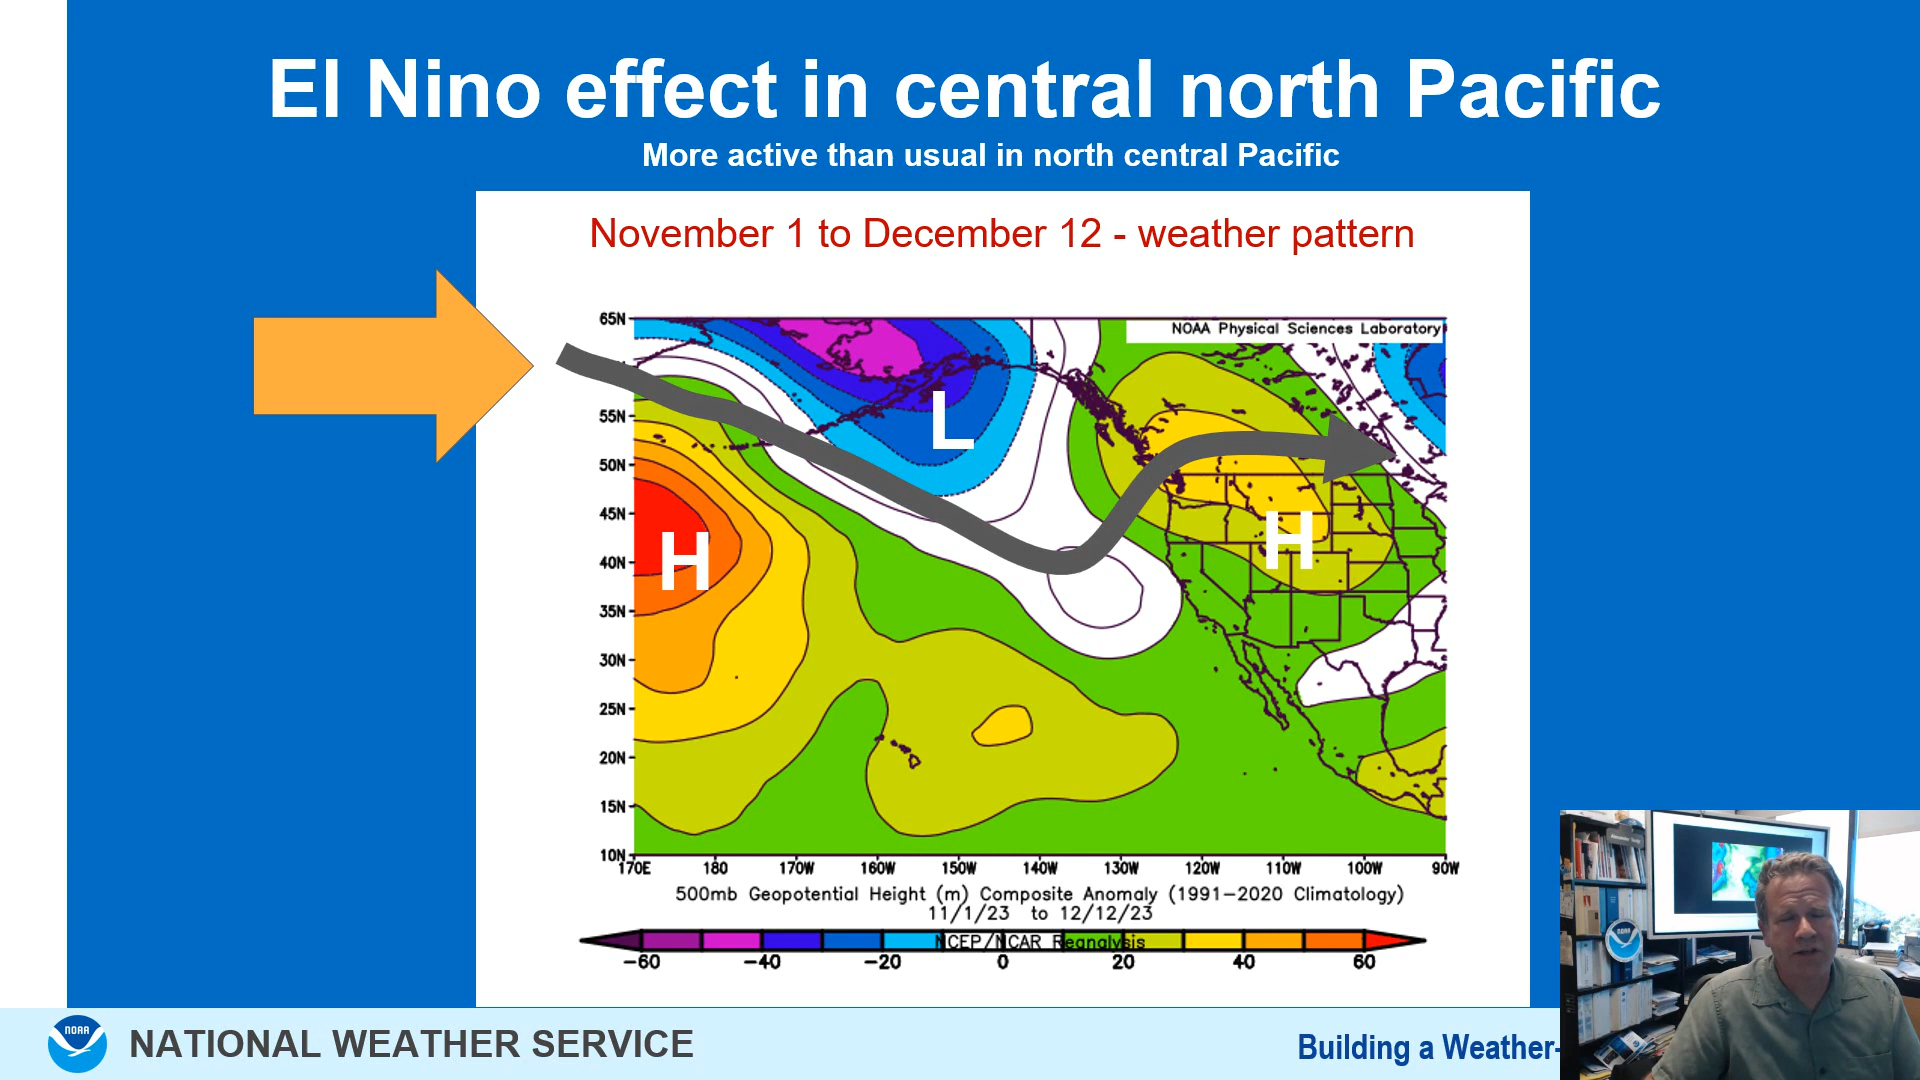 El Nino effect in central north Pacific
More active than usual in north central Pacific
November 1 to December 12 - weather pattern
NOAA Physical Sciences Laboratory
65N
55N
50N
45N
40N
35N
30N
25N
20N
15N
10N
L
H
H
170E 180 170W 160W 150W 140W 130W 120W 110W 100W 90W
500mb Geopotential Height (m) Composite Anomaly (1991-2020 Climatology)
11/1/23 to 12/12/23
NCEP/NCAR Reanalysis
-60 -40 -20 0 20 40 60
NOAA
NATIONAL WEATHER SERVICE
Building a Weather-